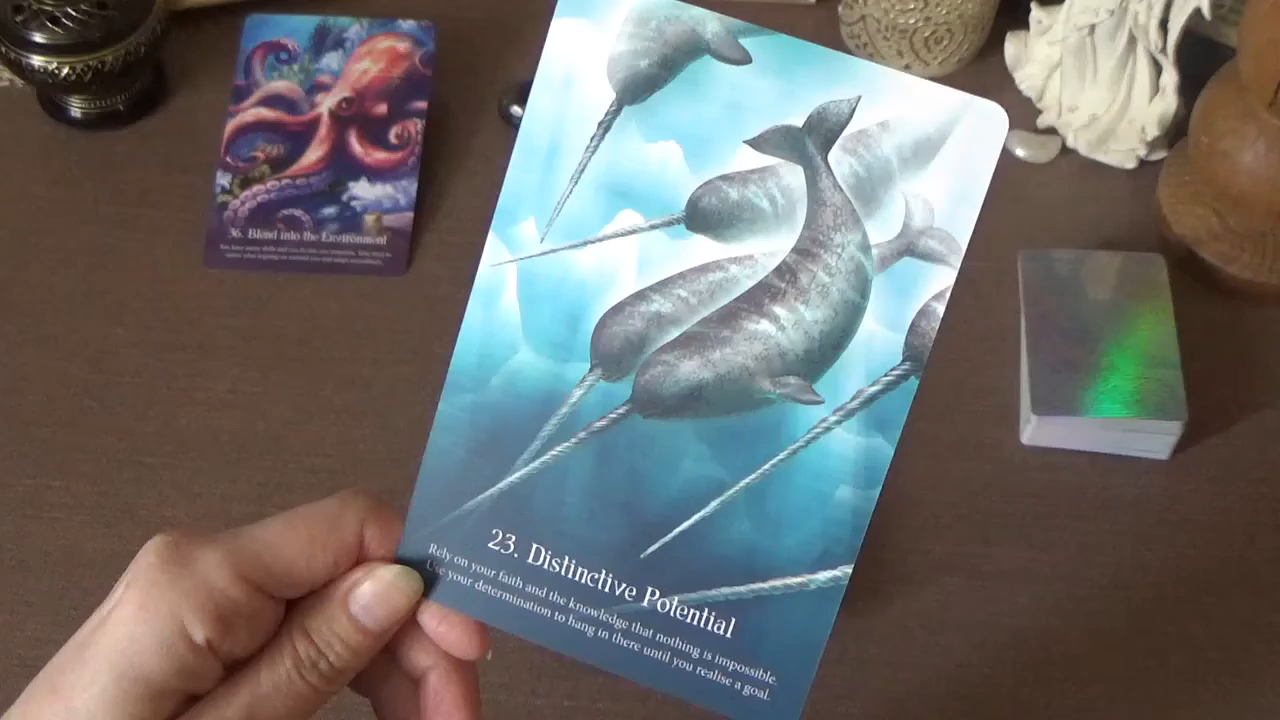 36. Blend into the Environment
23. Distinctive Potential
Rely on your faith and the knowledge that nothing is impossible.
Use your determination to hang in there until you realise a goal.